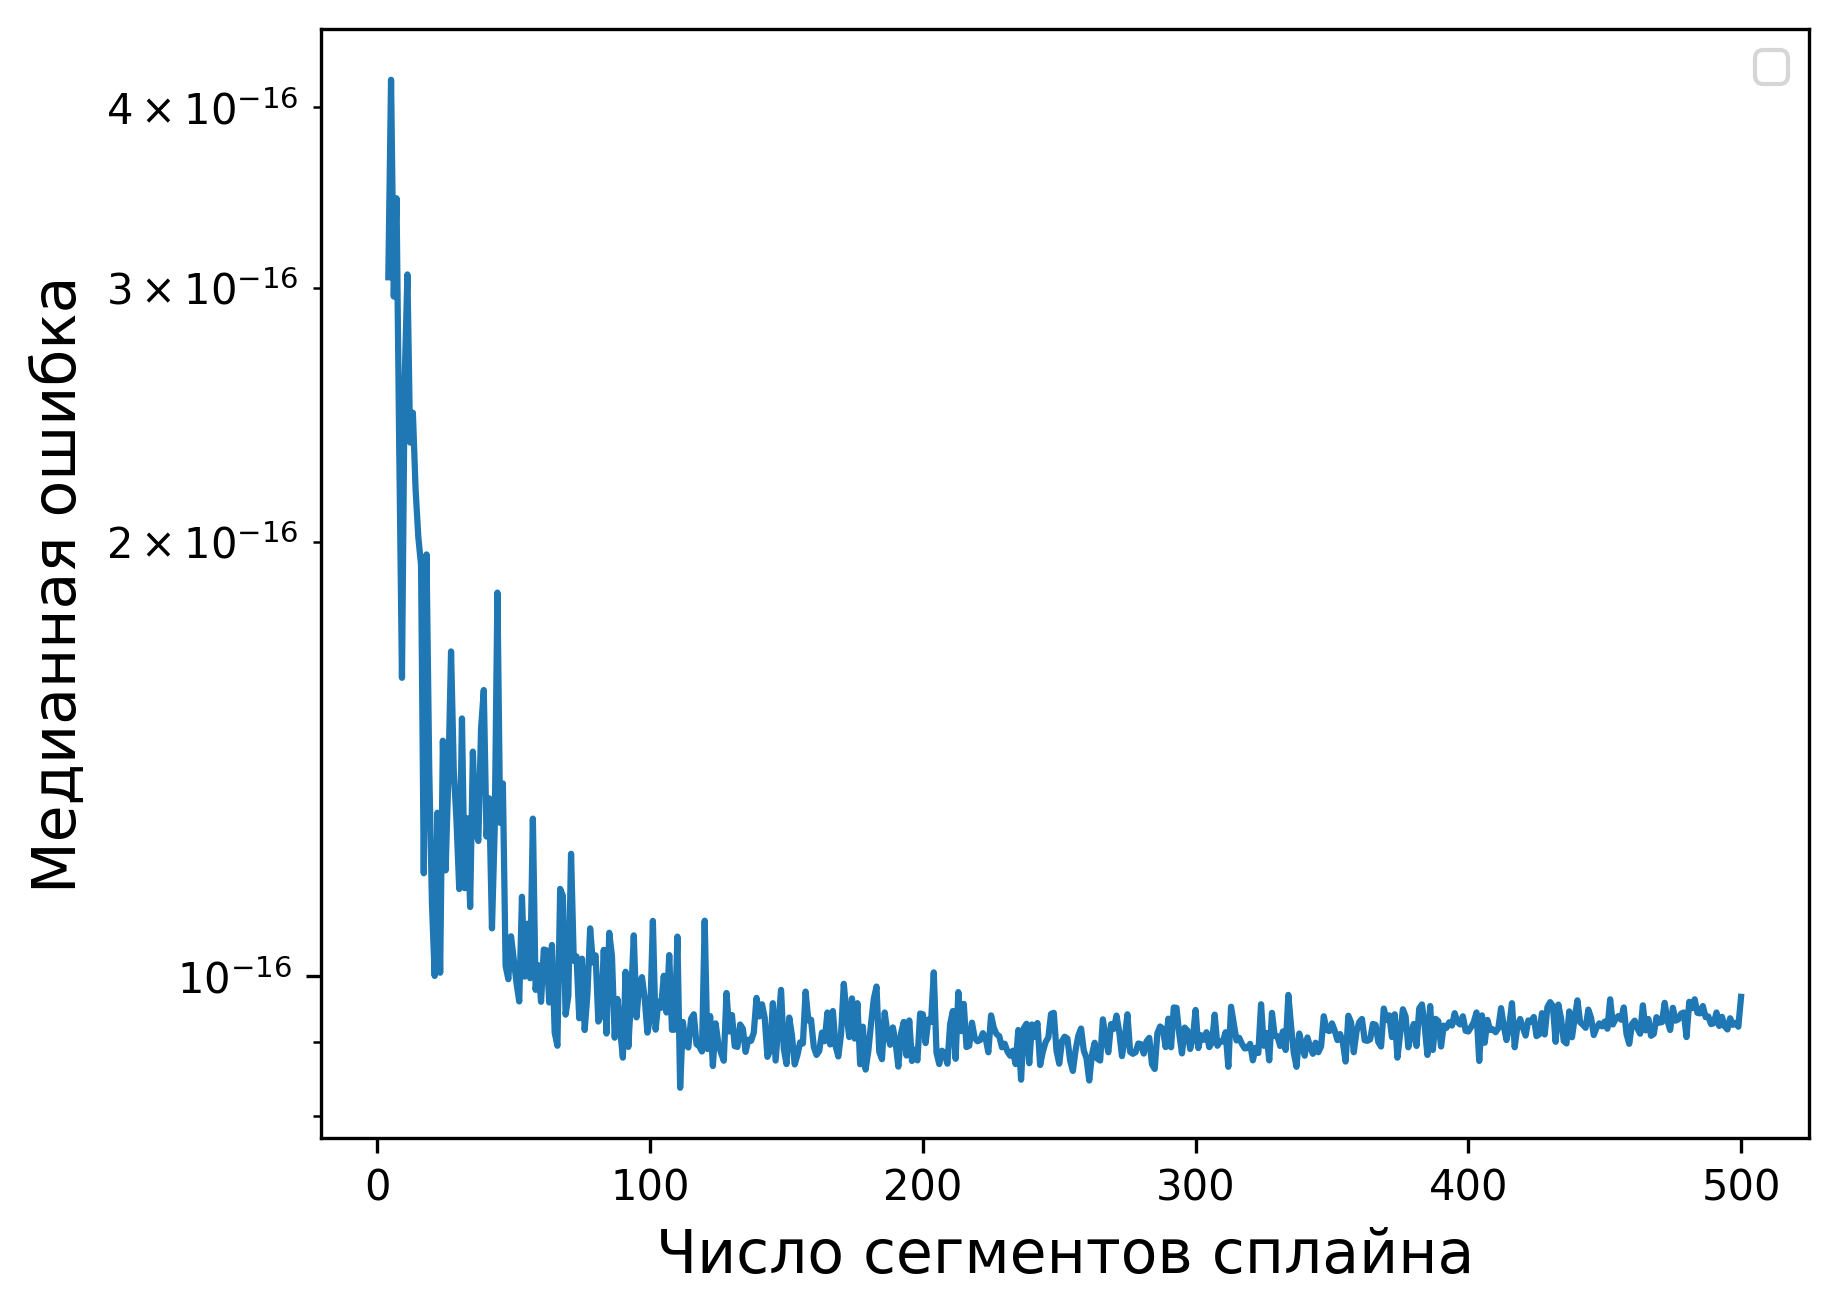 Медианная ошибка
4 × 10⁻¹⁶
3 × 10⁻¹⁶
2 × 10⁻¹⁶
10⁻¹⁶
0 100 200 300 400 500
Число сегментов сплайна